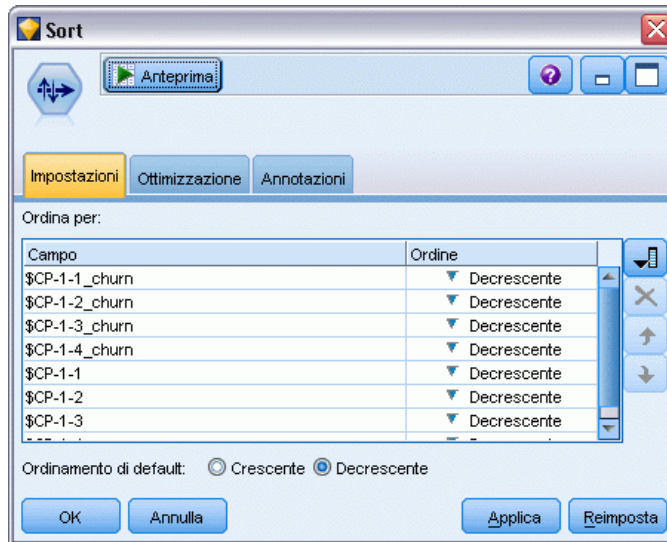 Sort
Anteprima
Impostazioni Ottimizzazione Annotazioni
Ordina per:
Campo Ordine
$CP-1-1_churn Decrescente
$CP-1-2_churn Decrescente
$CP-1-3_churn Decrescente
$CP-1-4_churn Decrescente
$CP-1-1 Decrescente
$CP-1-2 Decrescente
$CP-1-3 Decrescente
Ordinamento di default: Crescente Decrescente
OK Annulla Applica Reimposta